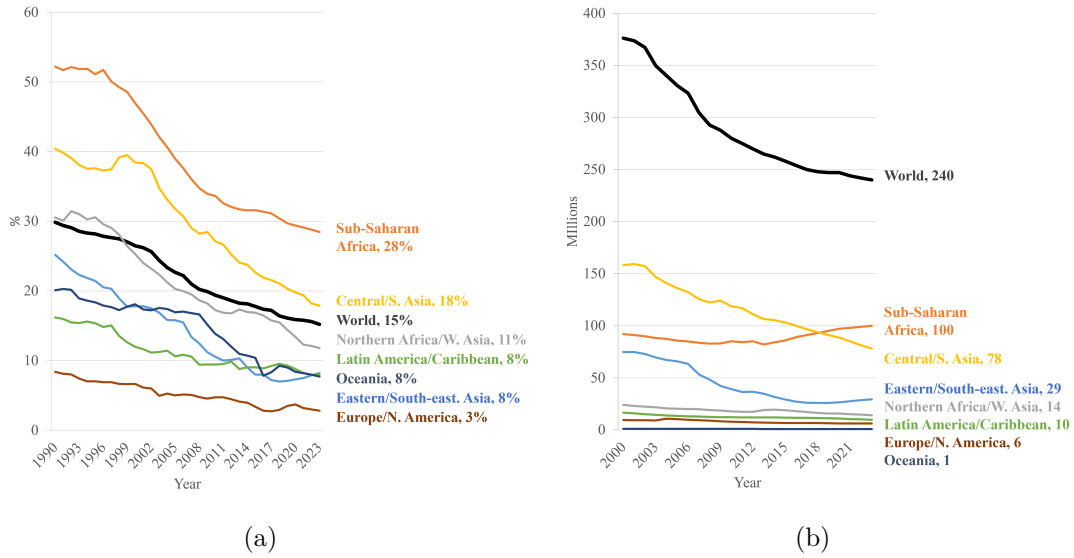 60
50
40
30
20
10
0
%
1990
1993
1996
1999
2002
2005
2008
2011
2014
2017
2020
2023
Year
Sub-Saharan
Africa, 28%
Central/S. Asia, 18%
World, 15%
Northern Africa/W. Asia, 11%
Latin America/Caribbean, 8%
Oceania, 8%
Eastern/South-east. Asia, 8%
Europe/N. America, 3%
(a)
400
350
300
250
200
150
100
50
0
MIllions
2000
2003
2006
2009
2012
2015
2018
2021
Year
World, 240
Sub-Saharan
Africa, 100
Central/S. Asia, 78
Eastern/South-east. Asia, 29
Northern Africa/W. Asia, 14
Latin America/Caribbean, 10
Europe/N. America, 6
Oceania, 1
(b)